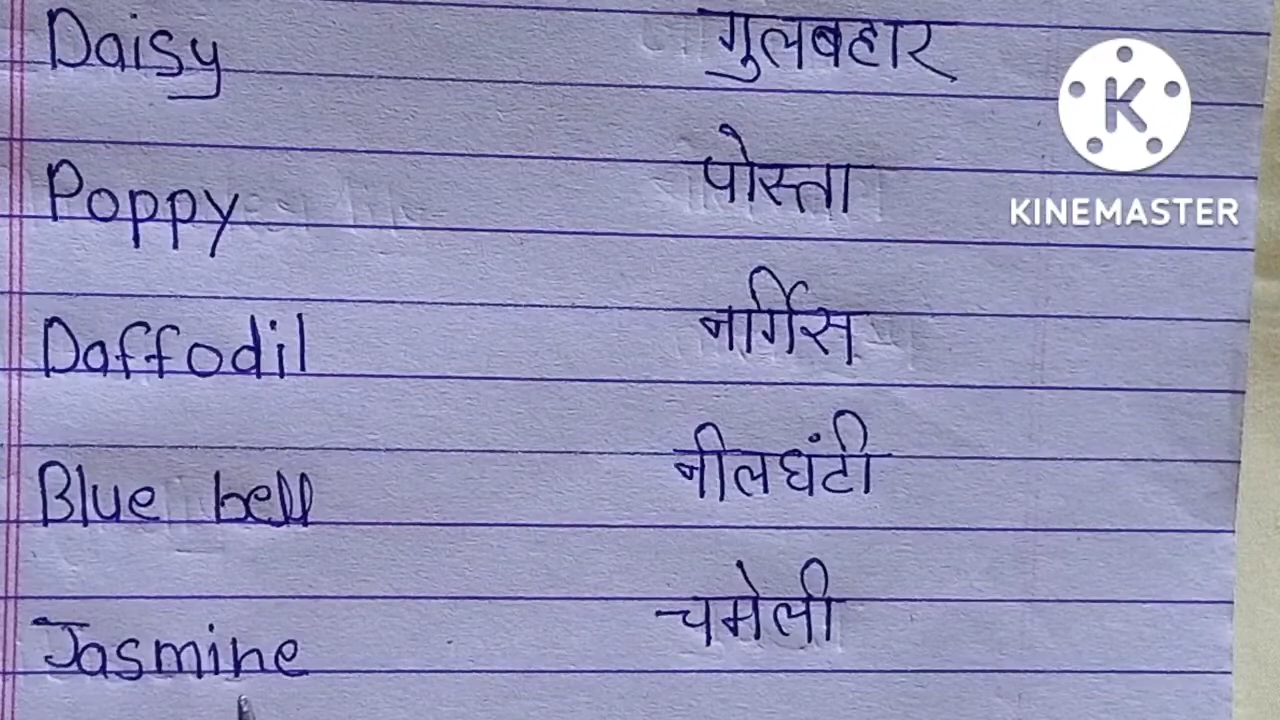 Daisy गुलबहार
Poppy पोस्ता
Daffodil नर्गिस
Blue bell नीलघंटी
Jasmine चमेली
K
KINEMASTER